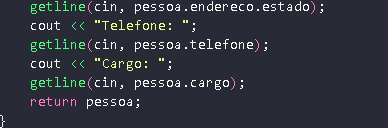 getline(cin, pessoa.endereco.estado);
cout << "Telefone: ";
getline(cin, pessoa.telefone);
cout << "Cargo: ";
getline(cin, pessoa.cargo);
return pessoa;
}